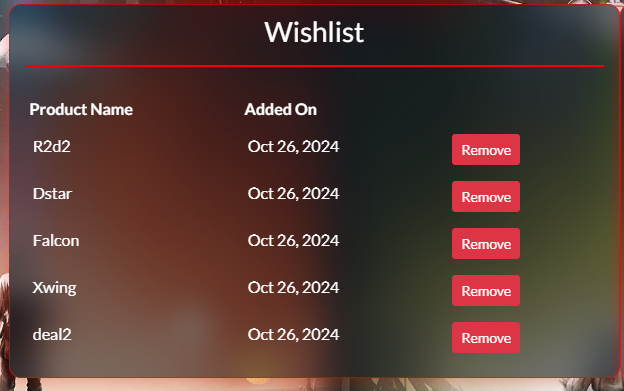 Wishlist
Product Name Added On
R2d2 Oct 26, 2024 Remove
Dstar Oct 26, 2024 Remove
Falcon Oct 26, 2024 Remove
Xwing Oct 26, 2024 Remove
deal2 Oct 26, 2024 Remove